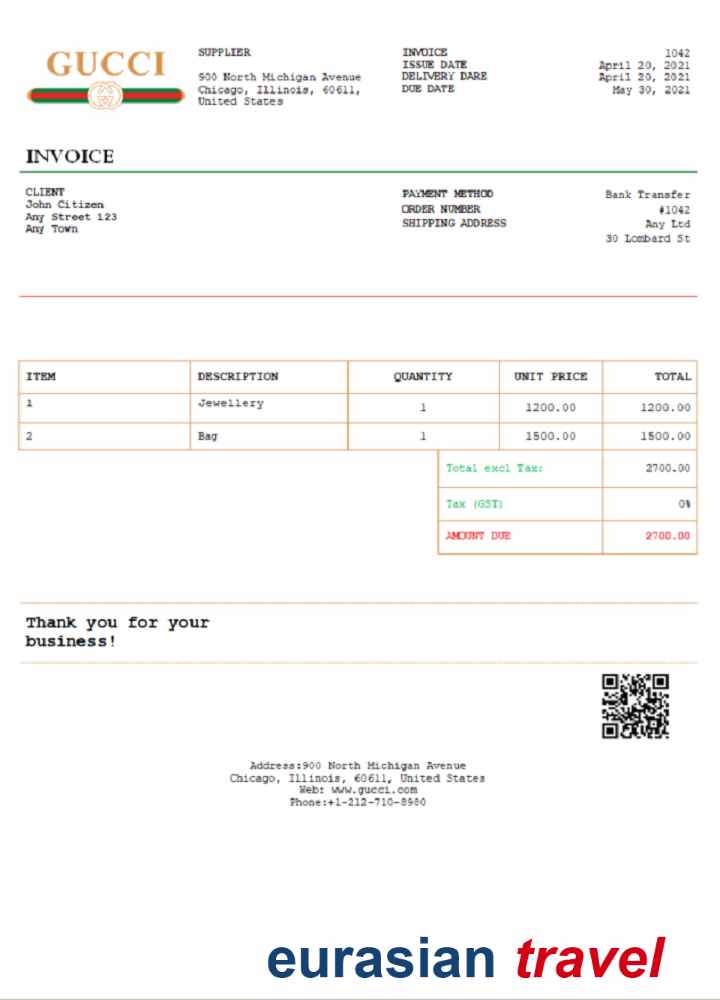 GUCCI
SUPPLIER
900 North Michigan Avenue
Chicago, Illinois, 60611,
United States
INVOICE 1042
ISSUE DATE April 20, 2021
DELIVERY DARE April 20, 2021
DUE DATE May 30, 2021
INVOICE
CLIENT
John Citizen
Any Street 123
Any Town
PAYMENT METHOD Bank Transfer
ORDER NUMBER #1042
SHIPPING ADDRESS Any Ltd
30 Lombard St
ITEM DESCRIPTION QUANTITY UNIT PRICE TOTAL
1 Jewellery 1 1200.00 1200.00
2 Bag 1 1500.00 1500.00
Total excl Tax: 2700.00
Tax (GST) 0%
AMOUNT DUE 2700.00
Thank you for your
business!
Address:900 North Michigan Avenue
Chicago, Illinois, 60611, United States
Web: www.gucci.com
Phone:+1-212-710-8980
eurasian travel